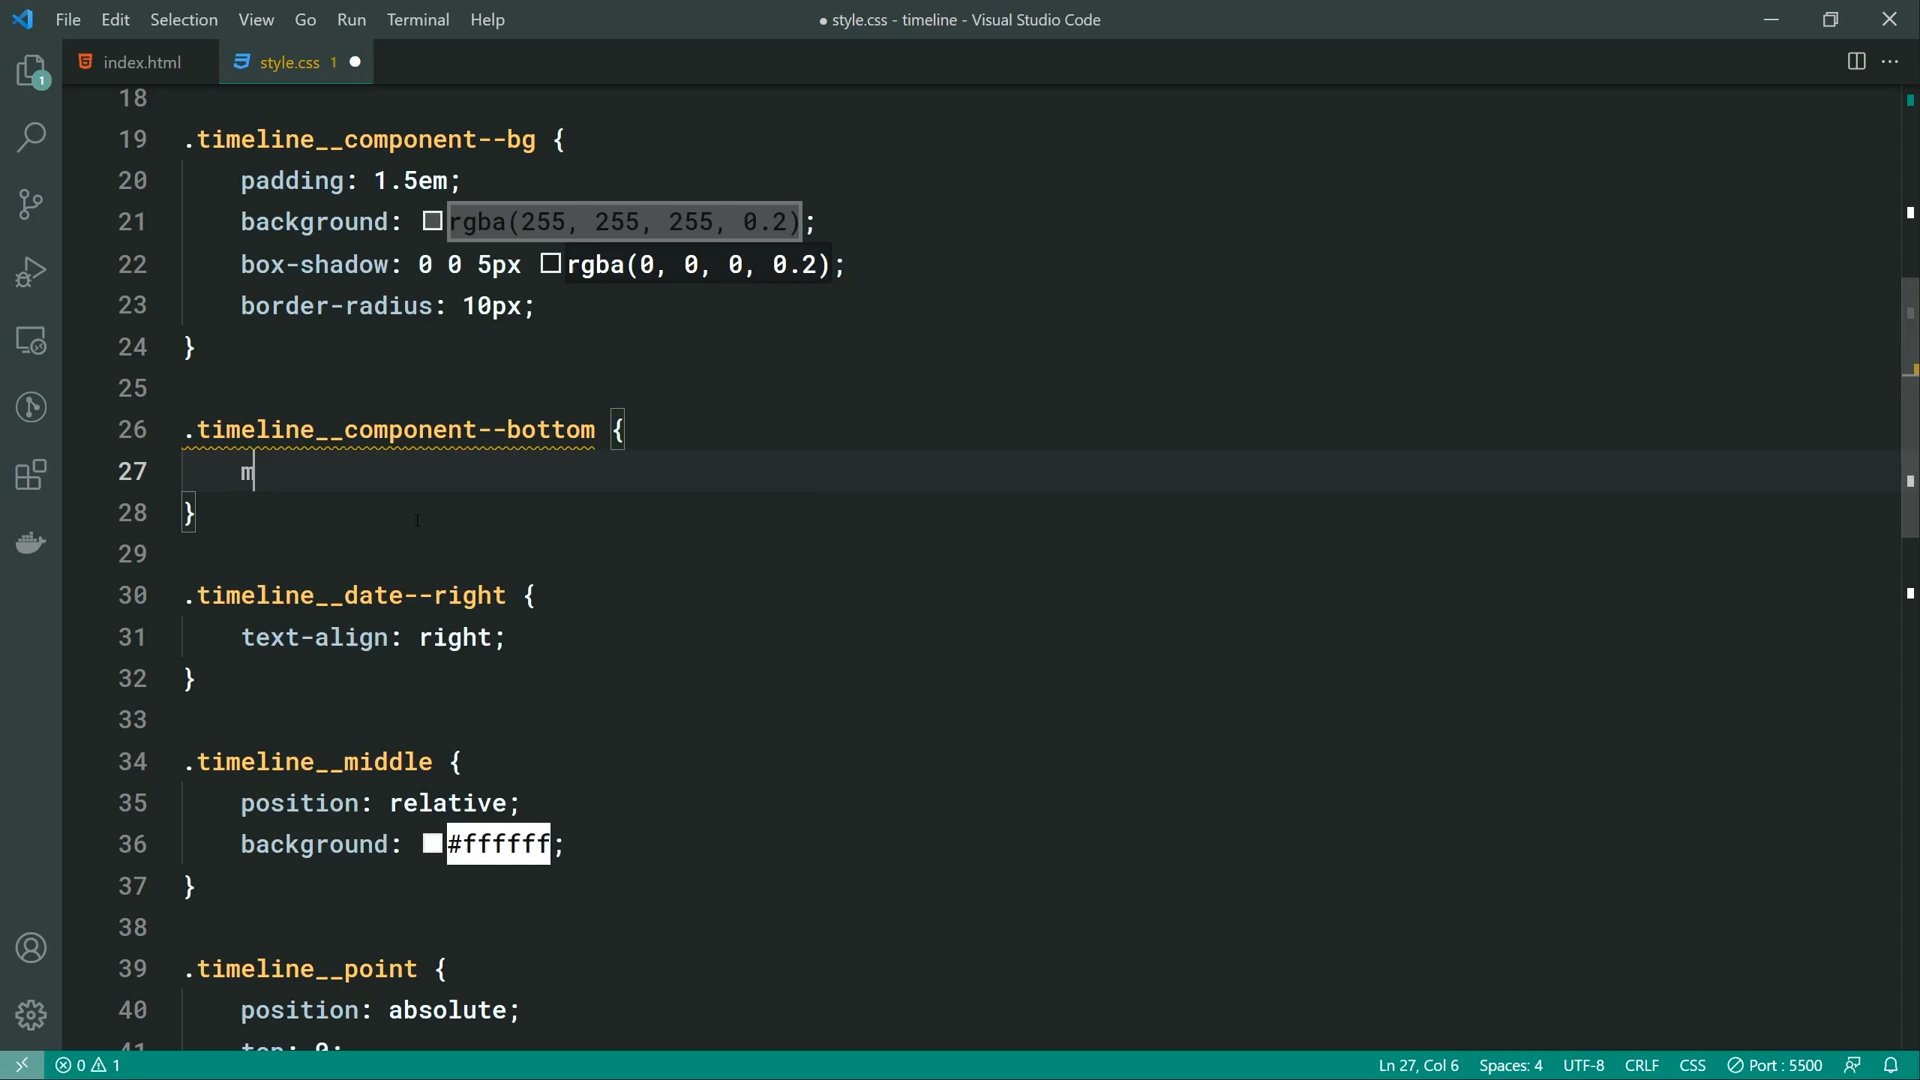 File Edit Selection View Go Run Terminal Help ● style.css - timeline - Visual Studio Code
1 index.html style.css 1
18
19 .timeline__component--bg {
20 padding: 1.5em;
21 background: rgba(255, 255, 255, 0.2);
22 box-shadow: 0 0 5px rgba(0, 0, 0, 0.2);
23 border-radius: 10px;
24 }
25
26 .timeline__component--bottom {
27 m
28 }
29
30 .timeline__date--right {
31 text-align: right;
32 }
33
34 .timeline__middle {
35 position: relative;
36 background: #ffffff;
37 }
38
39 .timeline__point {
40 position: absolute;
41 top: 0;
0 1 Ln 27, Col 6 Spaces: 4 UTF-8 CRLF CSS Port : 5500